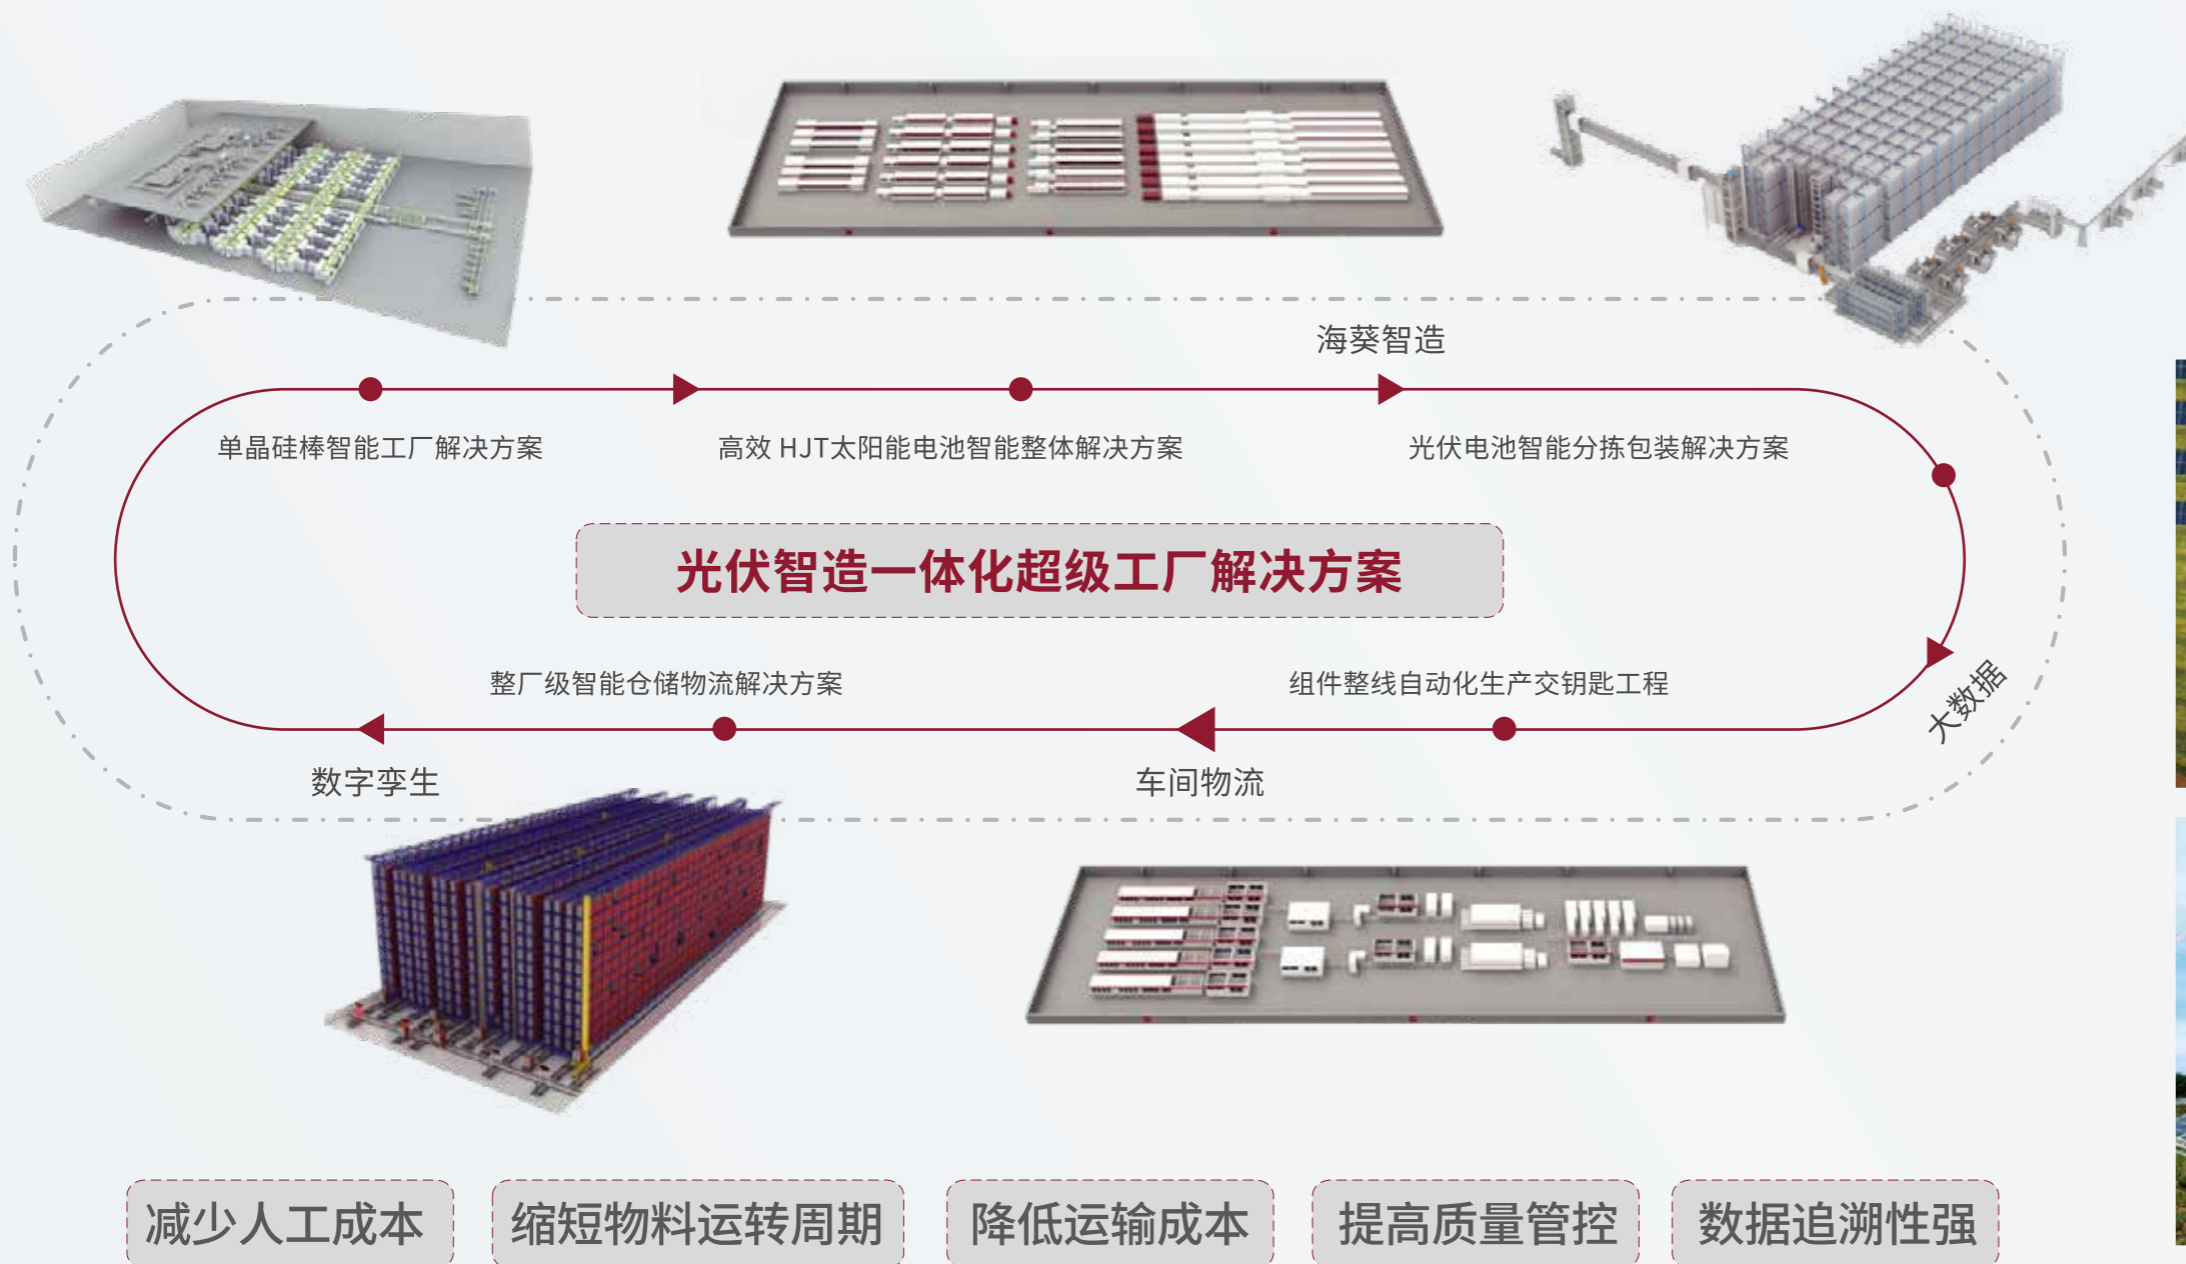 海葵智造
单晶硅棒智能工厂解决方案
高效 HJT太阳能电池智能整体解决方案
光伏电池智能分拣包装解决方案
光伏智造一体化超级工厂解决方案
整厂级智能仓储物流解决方案
组件整线自动化生产交钥匙工程
大数据
数字孪生
车间物流
减少人工成本
缩短物料运转周期
降低运输成本
提高质量管控
数据追溯性强